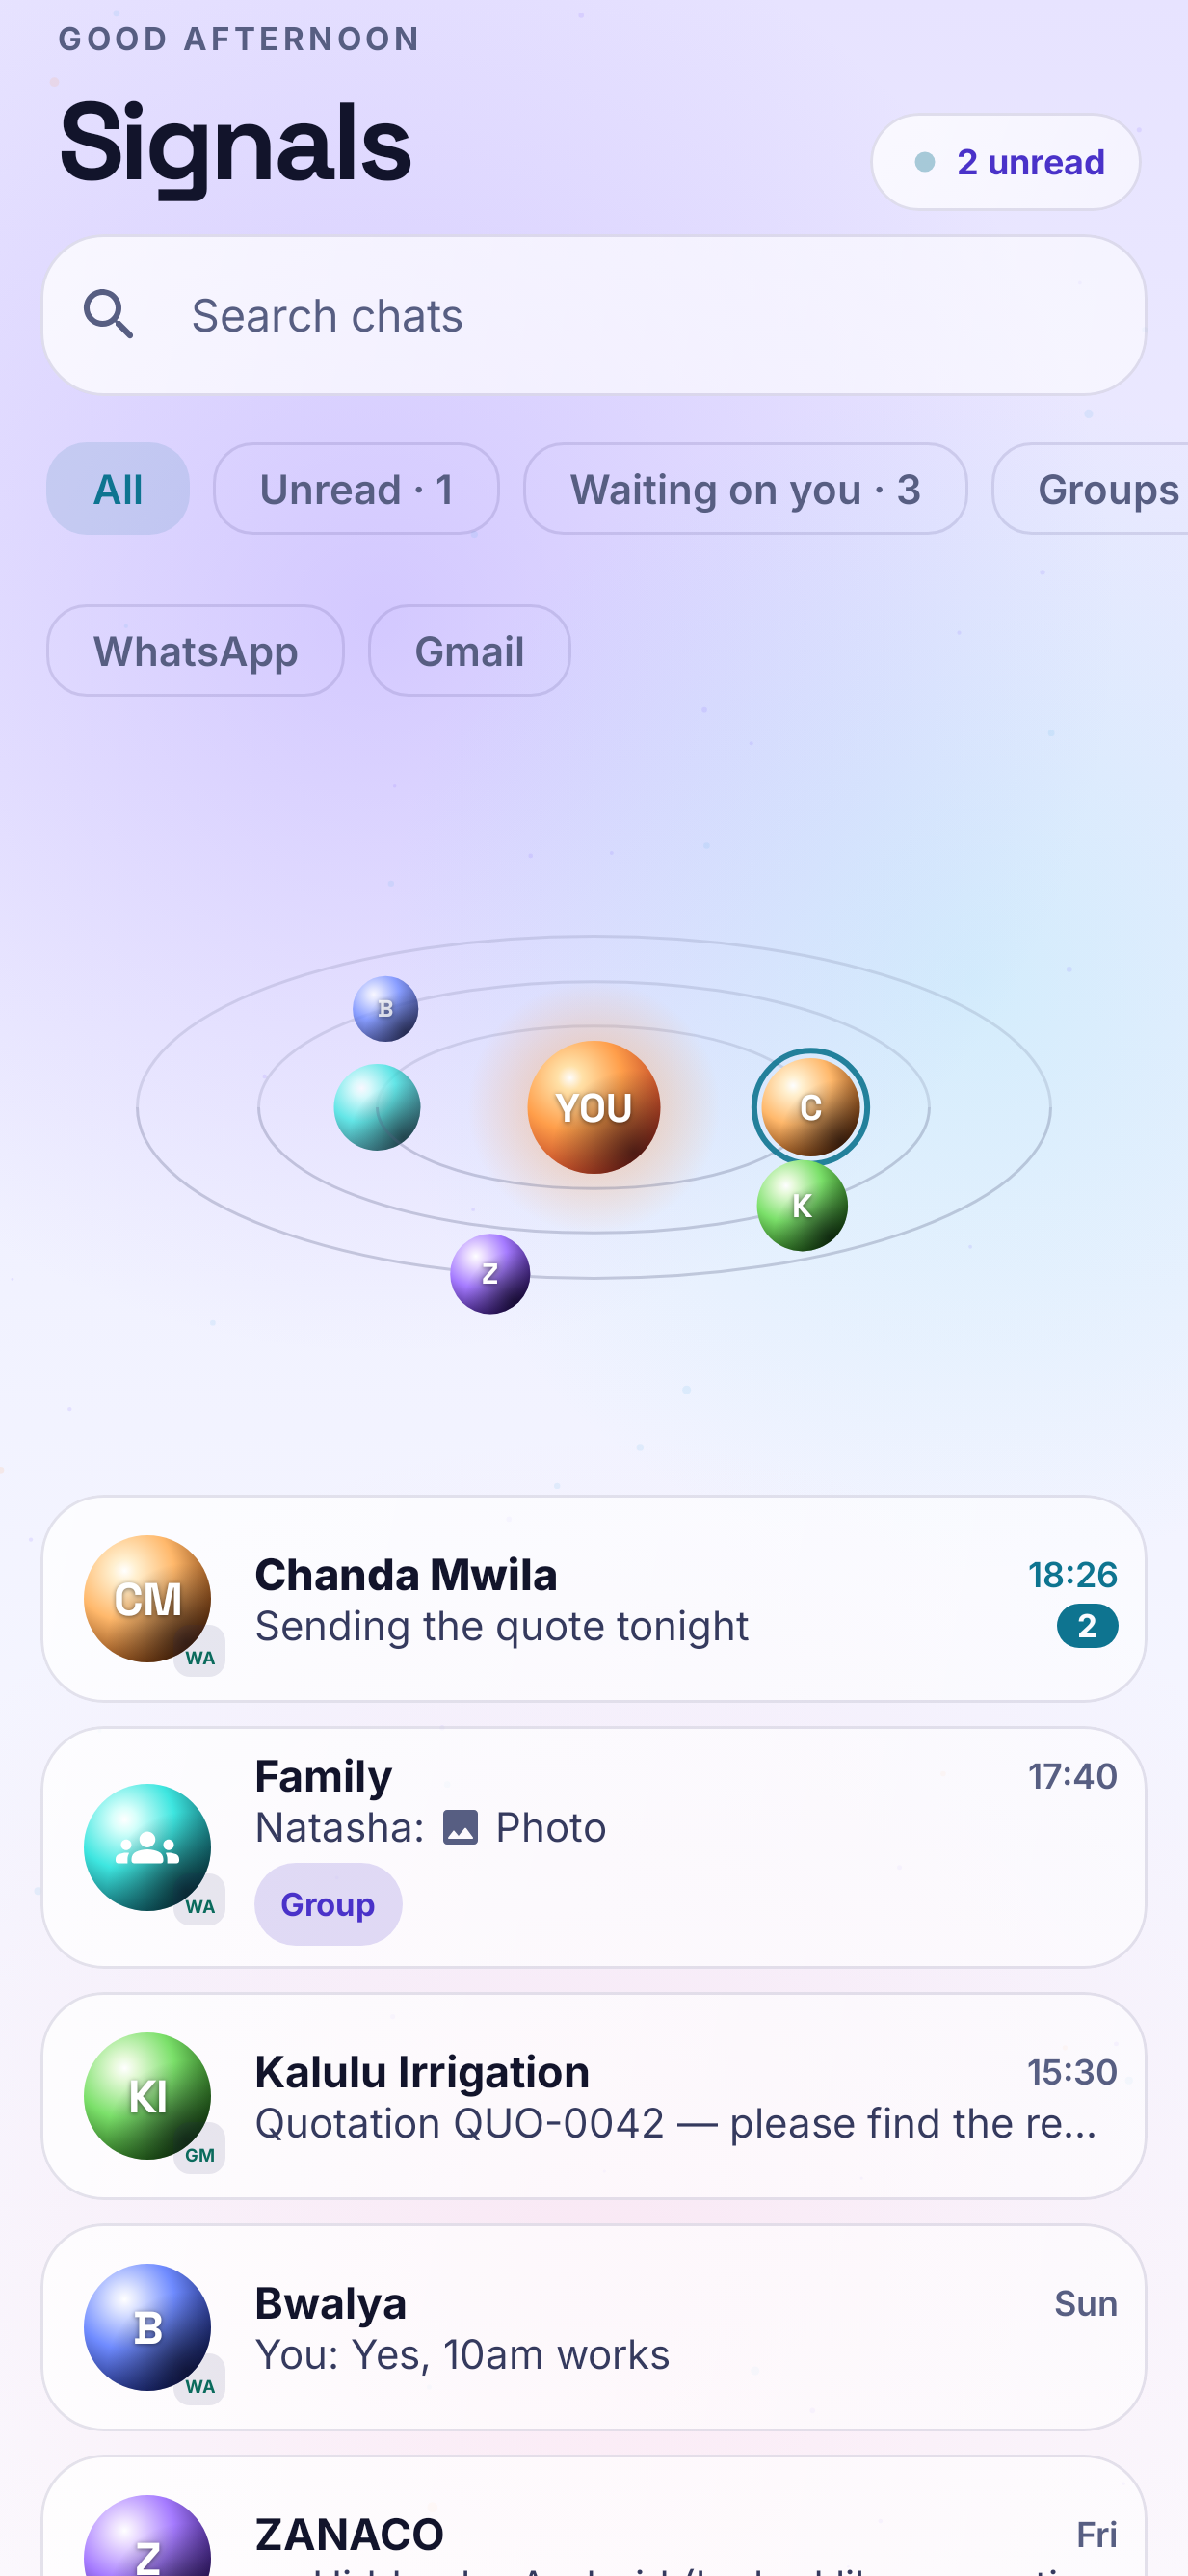 GOOD AFTERNOON
Signals
2 unread
Search chats
All
Unread · 1
Waiting on you · 3
Groups
WhatsApp
Gmail
B
YOU
C
K
Z
CM
WA
Chanda Mwila
18:26
Sending the quote tonight
2
WA
Family
17:40
Natasha: Photo
Group
KI
GM
Kalulu Irrigation
15:30
Quotation QUO-0042 — please find the re...
B
WA
Bwalya
Sun
You: Yes, 10am works
Z
ZANACO
Fri